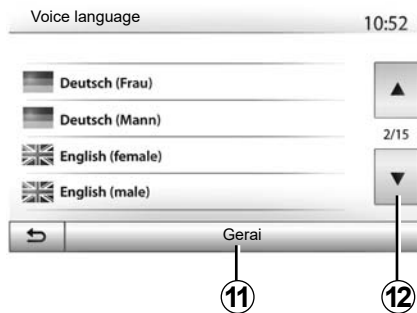 Voice language
10:52
Deutsch (Frau)
Deutsch (Mann)
2/15
English (female)
English (male)
Gerai
11
12